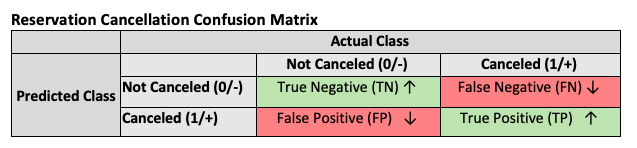 Reservation Cancellation Confusion Matrix
Actual Class
Not Canceled (0/-) Canceled (1/+)
Predicted Class
Not Canceled (0/-) True Negative (TN) ↑ False Negative (FN) ↓
Canceled (1/+) False Positive (FP) ↓ True Positive (TP) ↑